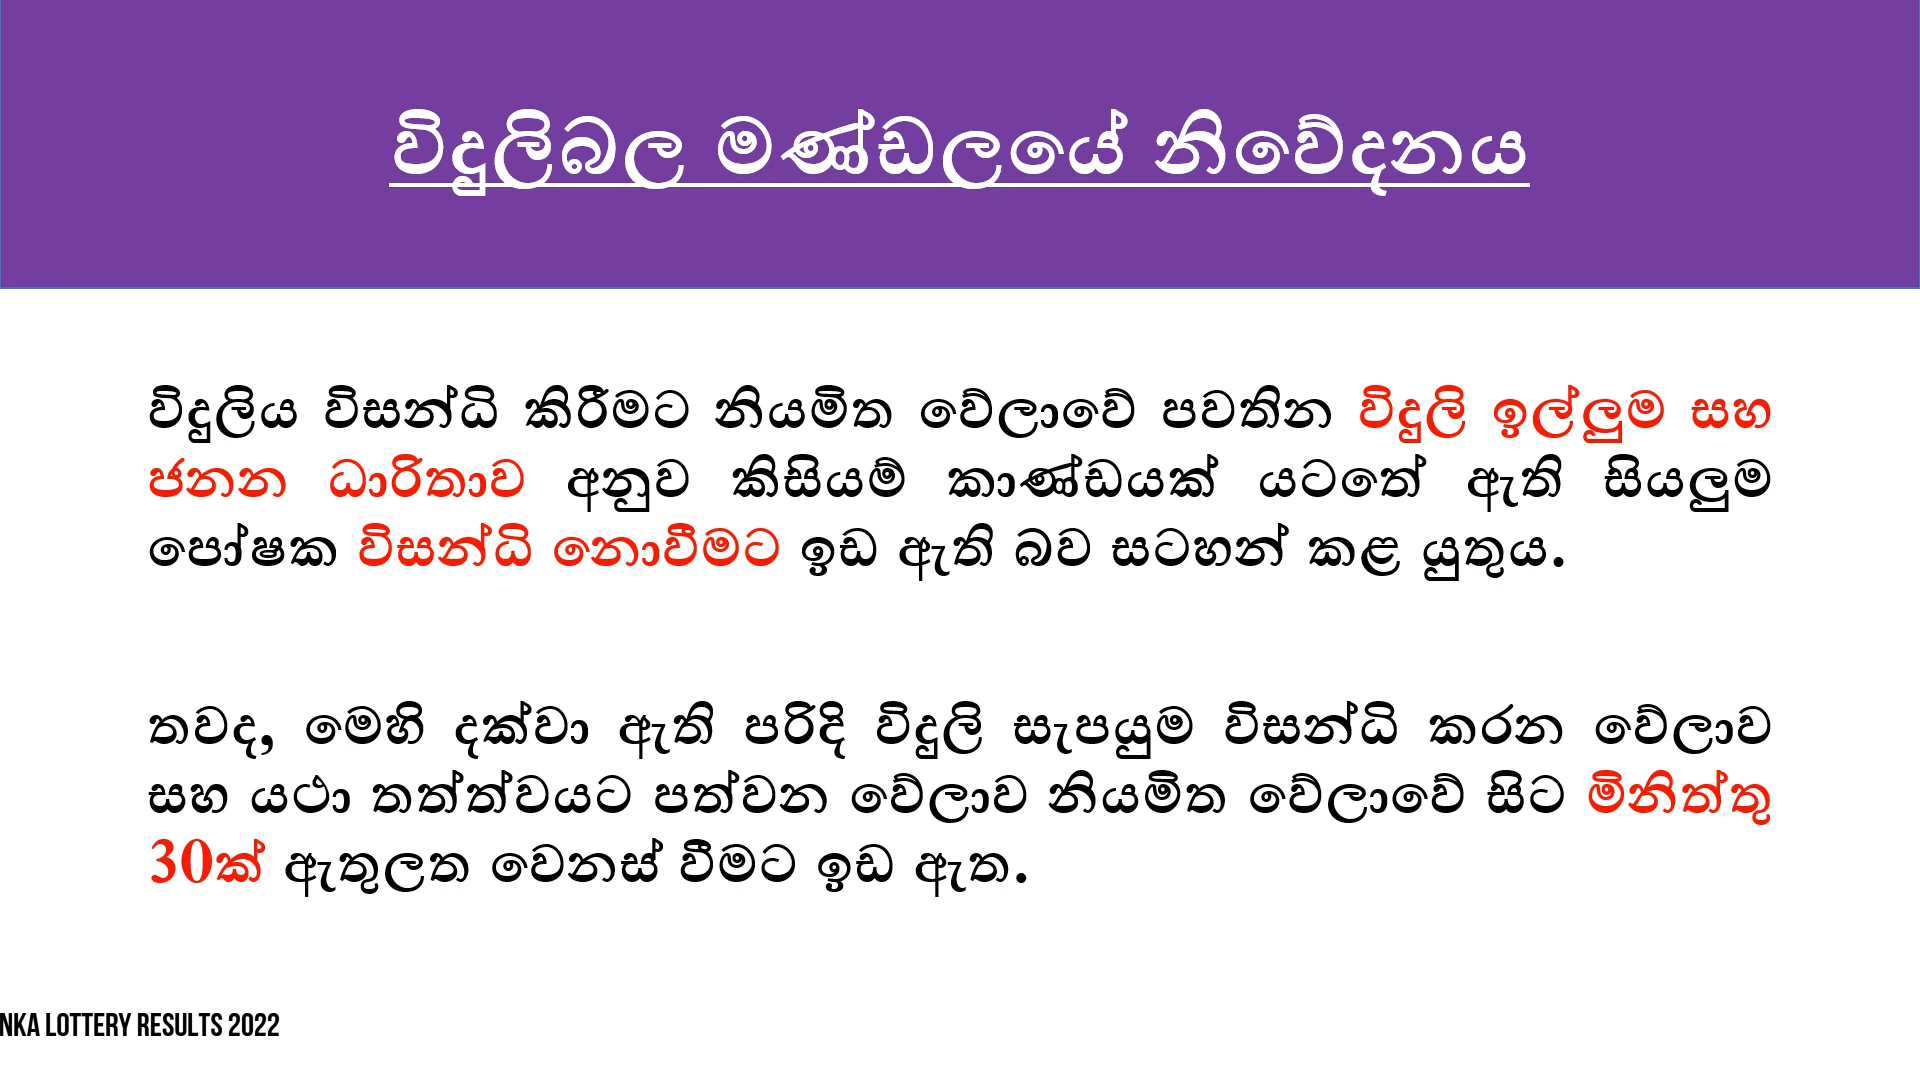 විදුලිබල මණ්ඩලයේ නිවේදනය
විදුලිය විසන්ධි කිරීමට නියමිත වේලාවේ පවතින විදුලි ඉල්ලුම සහ
ජනන ධාරිතාව අනුව කිසියම් කාණ්ඩයක් යටතේ ඇති සියලුම
පෝෂක විසන්ධි නොවීමට ඉඩ ඇති බව සටහන් කළ යුතුය.
තවද, මෙහි දක්වා ඇති පරිදි විදුලි සැපයුම විසන්ධි කරන වේලාව
සහ යථා තත්ත්වයට පත්වන වේලාව නියමිත වේලාවේ සිට මිනිත්තු
30ක් ඇතුලත වෙනස් වීමට ඉඩ ඇත.
NKA LOTTERY RESULTS 2022